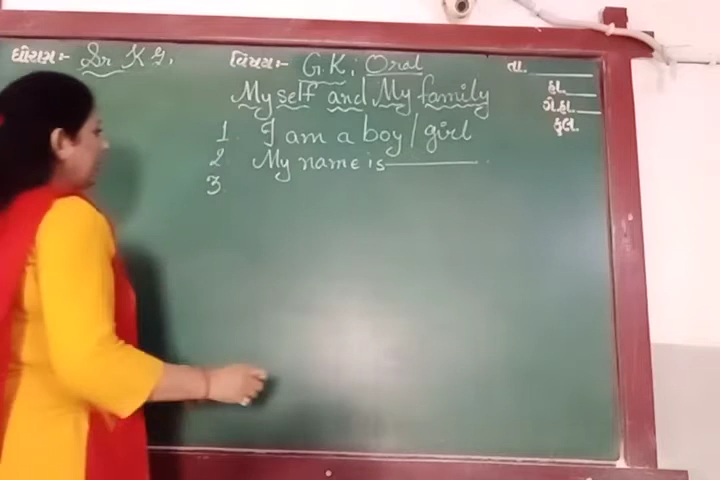 ધોરણ:- Sr K.G. વિષય:- G.K; Oral તા.
My self and My family હા.
ગે.હા.
1. I am a boy/girl કુલ.
2. My name is
3.